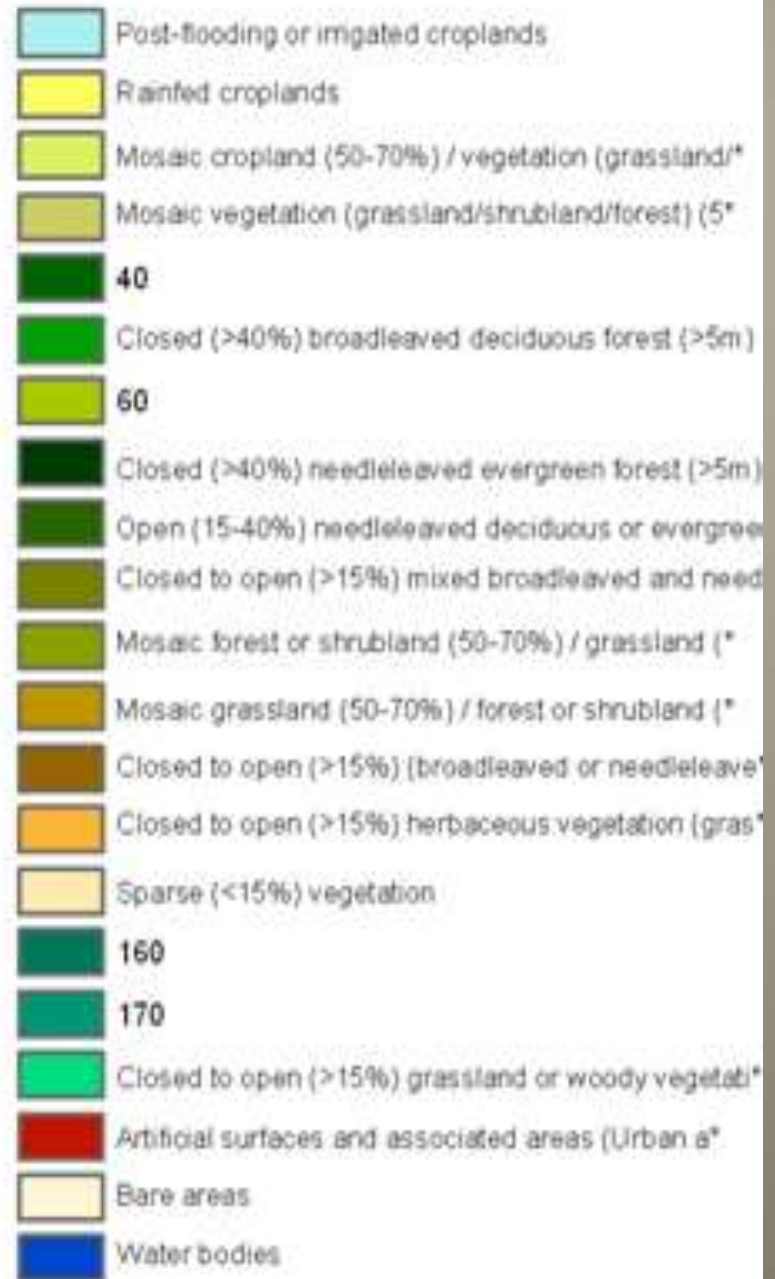 Post-flooding or irrigated croplands
Rainfed croplands
Mosaic cropland (50-70%) / vegetation (grassland/*
Mosaic vegetation (grassland/shrubland/forest) (5*
40
Closed (>40%) broadleaved deciduous forest (>5m)
60
Closed (>40%) needleleaved evergreen forest (>5m)
Open (15-40%) needleleaved deciduous or evergree
Closed to open (>15%) mixed broadleaved and need
Mosaic forest or shrubland (50-70%) / grassland (*
Mosaic grassland (50-70%) / forest or shrubland (*
Closed to open (>15%) (broadleaved or needleleave*
Closed to open (>15%) herbaceous vegetation (gras*
Sparse (<15%) vegetation
160
170
Closed to open (>15%) grassland or woody vegetati*
Artificial surfaces and associated areas (Urban a*
Bare areas
Water bodies